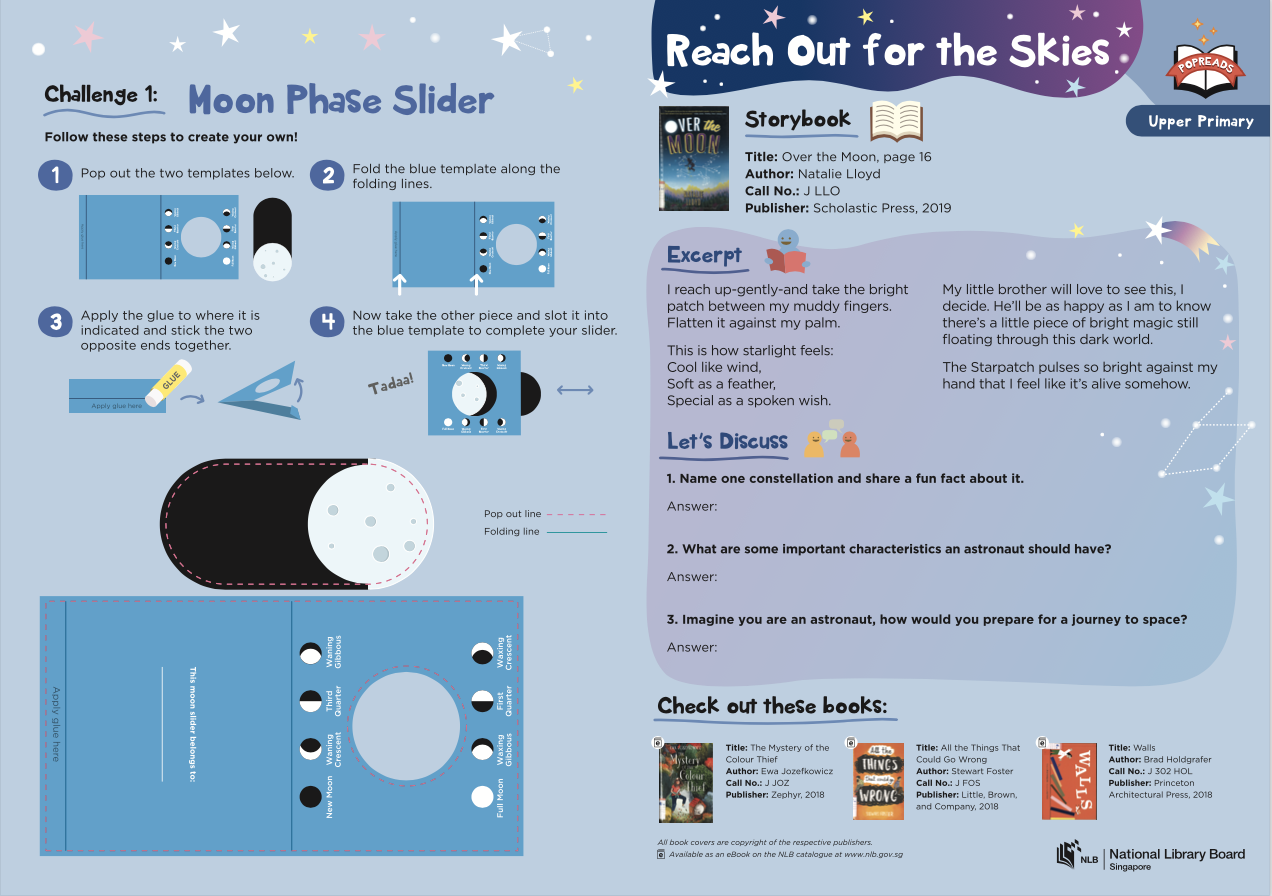 Challenge 1: Moon Phase Slider
Follow these steps to create your own!
1 Pop out the two templates below.
2 Fold the blue template along the
folding lines.
3 Apply the glue to where it is
indicated and stick the two
opposite ends together.
GLUE
Apply glue here
4 Now take the other piece and slot it into
the blue template to complete your slider.
Tadaa!
Pop out line
Folding line
Apply glue here
This moon slider belongs to:
Waning
Gibbous
Third
Quarter
Waning
Crescent
New Moon
Waxing
Crescent
First
Quarter
Waxing
Gibbous
Full Moon
Reach Out for the Skies
POPREADS
Upper Primary
OVER the
MOON
NATALIE
LLOYD
Storybook
Title: Over the Moon, page 16
Author: Natalie Lloyd
Call No.: J LLO
Publisher: Scholastic Press, 2019
Excerpt
I reach up-gently-and take the bright
patch between my muddy fingers.
Flatten it against my palm.
This is how starlight feels:
Cool like wind,
Soft as a feather,
Special as a spoken wish.
My little brother will love to see this, I
decide. He'll be as happy as I am to know
there's a little piece of bright magic still
floating through this dark world.
The Starpatch pulses so bright against my
hand that I feel like it's alive somehow.
Let's Discuss
1. Name one constellation and share a fun fact about it.
Answer:
2. What are some important characteristics an astronaut should have?
Answer:
3. Imagine you are an astronaut, how would you prepare for a journey to space?
Answer:
Check out these books:
Mystery
of the
Colour
Thief
Title: The Mystery of the
Colour Thief
Author: Ewa Jozefkowicz
Call No.: J JOZ
Publisher: Zephyr, 2018
All the
THINGS
that could go
WRONG
Title: All the Things That
Could Go Wrong
Author: Stewart Foster
Call No.: J FOS
Publisher: Little, Brown,
and Company, 2018
WALLS
Title: Walls
Author: Brad Holdgrafer
Call No.: J 302 HOL
Publisher: Princeton
Architectural Press, 2018
All book covers are copyright of the respective publishers.
Available as an eBook on the NLB catalogue at www.nlb.gov.sg
NLB National Library Board
Singapore